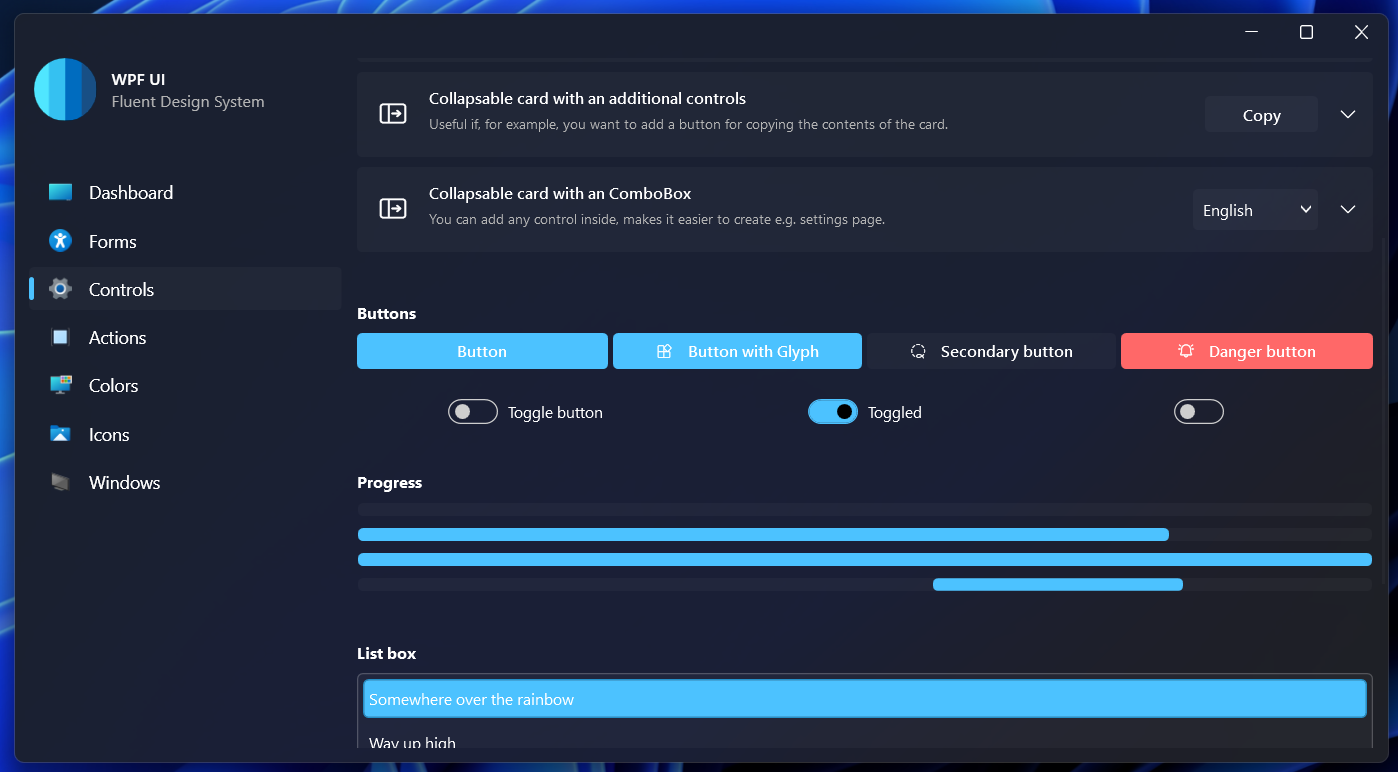 WPF UI
Fluent Design System
Dashboard
Forms
Controls
Actions
Colors
Icons
Windows
Collapsable card with an additional controls
Useful if, for example, you want to add a button for copying the contents of the card.
Copy
Collapsable card with an ComboBox
You can add any control inside, makes it easier to create e.g. settings page.
English
Buttons
Button
Button with Glyph
Secondary button
Danger button
Toggle button
Toggled
Progress
List box
Somewhere over the rainbow
Way up high